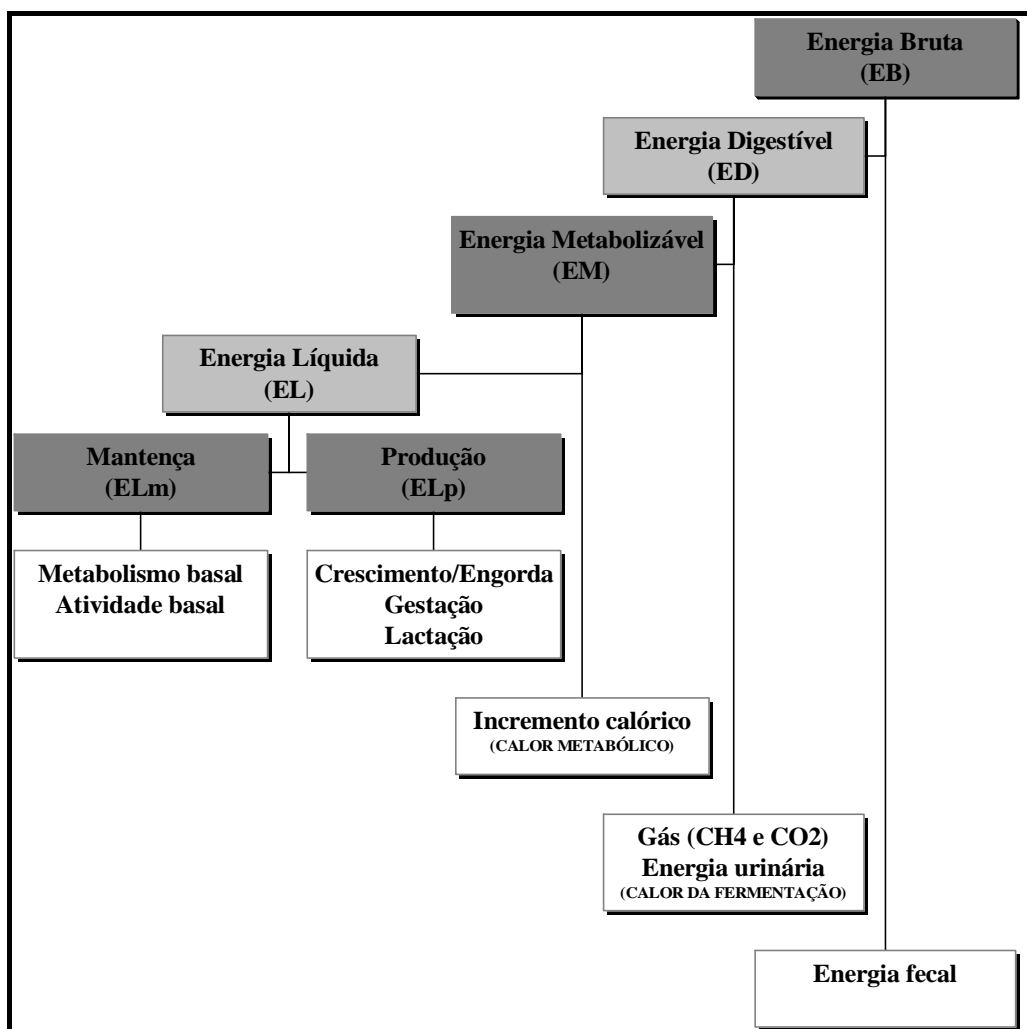 Energia Bruta
(EB)
Energia Digestível
(ED)
Energia Metabolizável
(EM)
Energia Líquida
(EL)
Mantença
(ELm)
Produção
(ELp)
Metabolismo basal
Atividade basal
Crescimento/Engorda
Gestação
Lactação
Incremento calórico
(CALOR METABÓLICO)
Gás (CH4 e CO2)
Energia urinária
(CALOR DA FERMENTAÇÃO)
Energia fecal